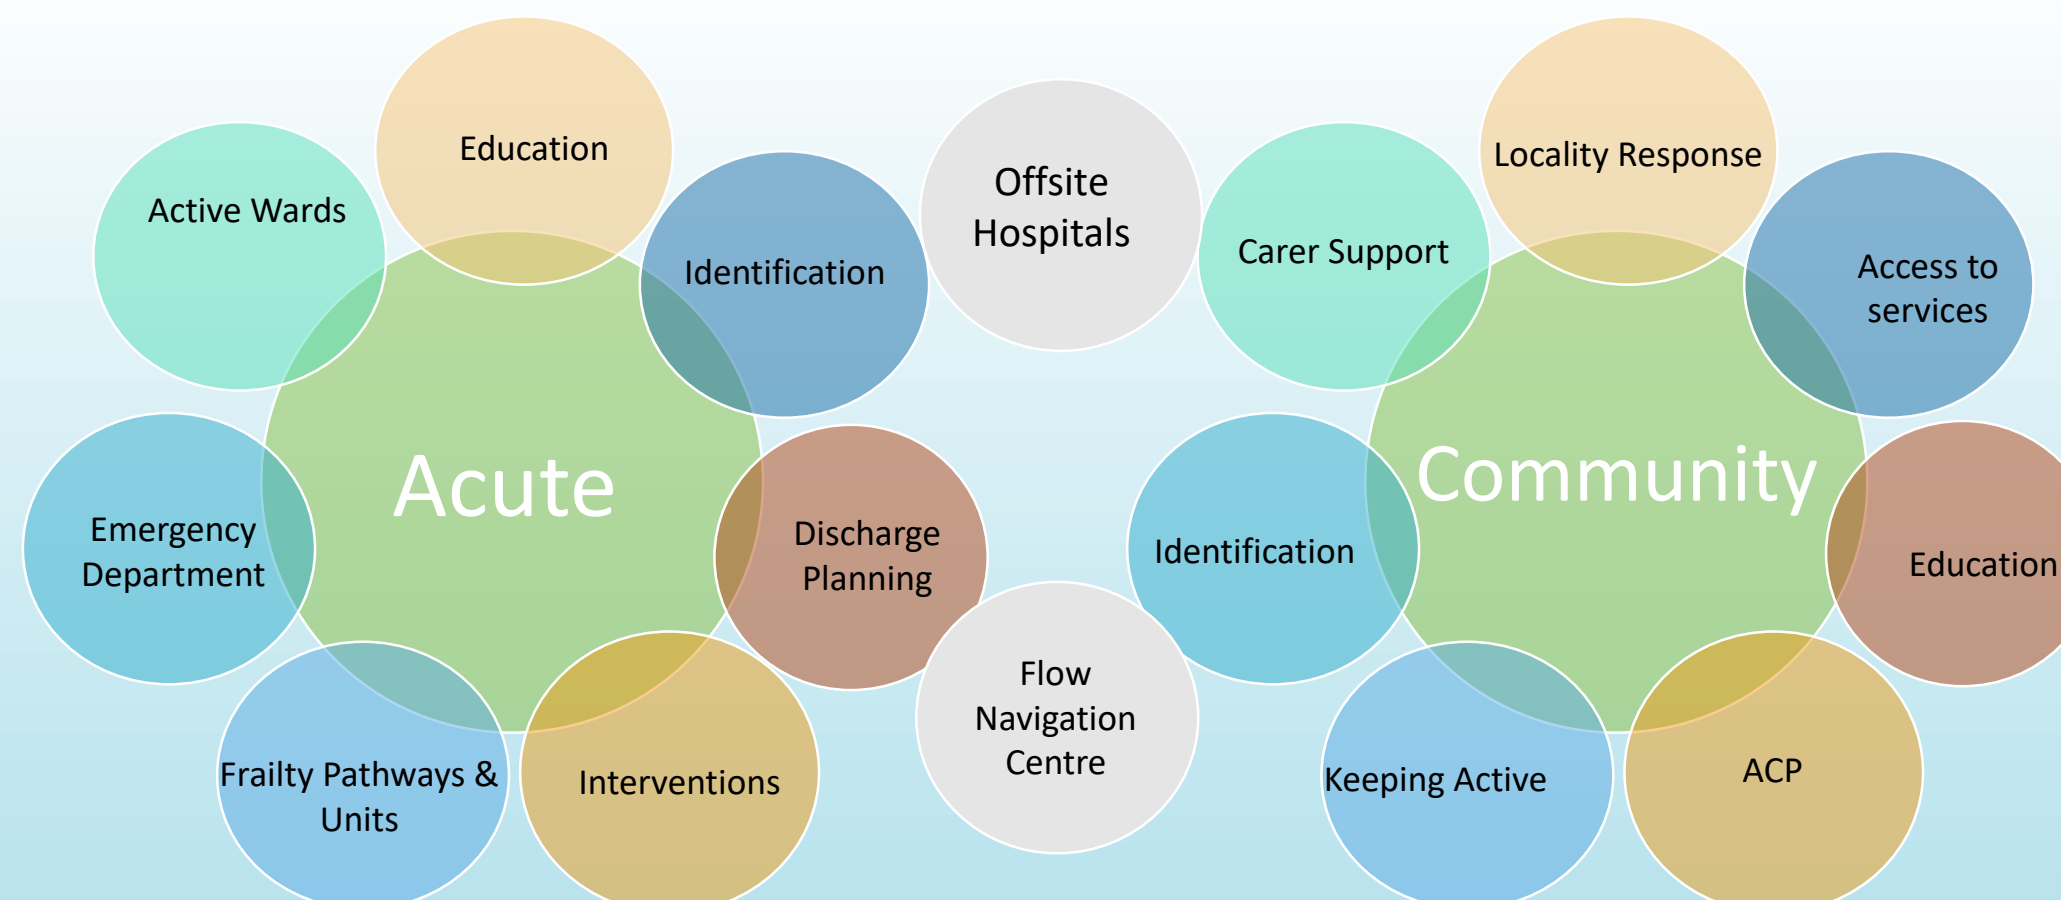 Education
Active Wards
Identification
Acute
Emergency
Department
Discharge
Planning
Frailty Pathways &
Units
Interventions
Offsite
Hospitals
Flow
Navigation
Centre
Locality Response
Carer Support
Access to
services
Community
Identification
Education
Keeping Active
ACP